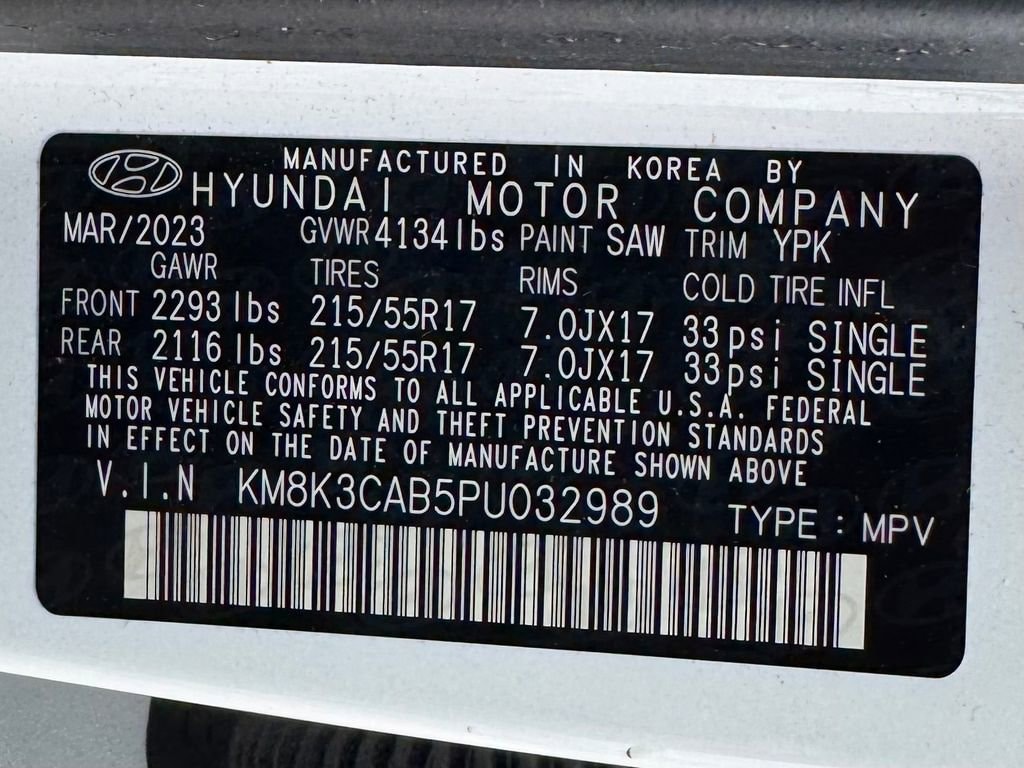 MANUFACTURED IN KOREA BY
HYUNDAI MOTOR COMPANY
MAR/2023 GVWR 4134 lbs PAINT SAW TRIM YPK
GAWR TIRES RIMS COLD TIRE INFL
FRONT 2293 lbs 215/55R17 7.0JX17 33psi SINGLE
REAR 2116 lbs 215/55R17 7.0JX17 33psi SINGLE
THIS VEHICLE CONFORMS TO ALL APPLICABLE U.S.A. FEDERAL
MOTOR VEHICLE SAFETY AND THEFT PREVENTION STANDARDS
IN EFFECT ON THE DATE OF MANUFACTURE SHOWN ABOVE
V.I.N KM8K3CAB5PU032989 TYPE : MPV